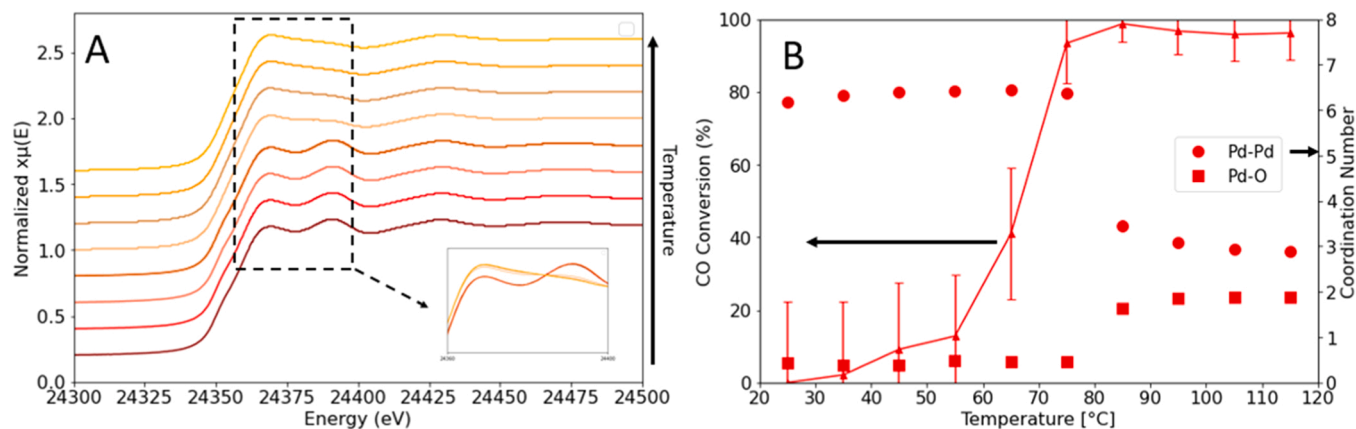 A
Normalized xμ(E)
2.5
2.0
1.5
1.0
0.5
0.0
24300 24325 24350 24375 24400 24425 24450 24475 24500
Energy (eV)
Temperature
24360 24400
B
CO Conversion (%)
100
80
60
40
20
0
20 30 40 50 60 70 80 90 100 110 120
Temperature [°C]
Pd-Pd
Pd-O
8
7
6
5
4
3
2
1
0
Coordination Number